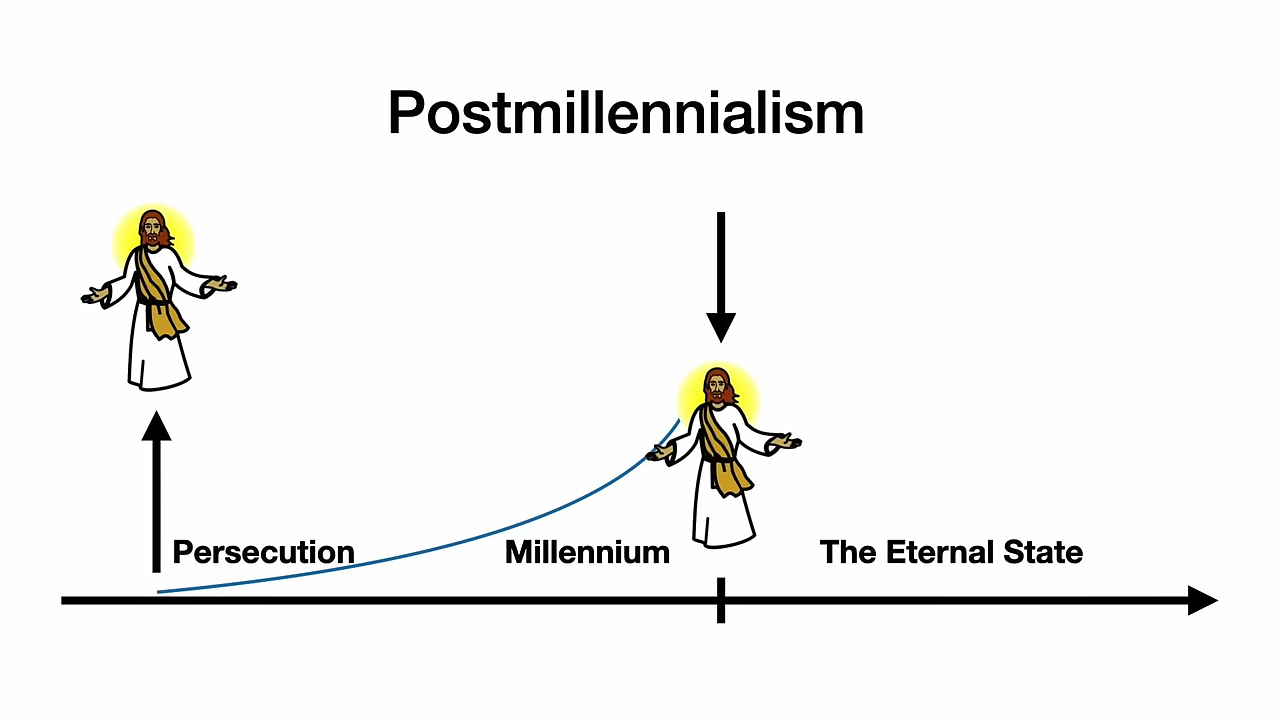 Postmillennialism
Persecution
Millennium
The Eternal State